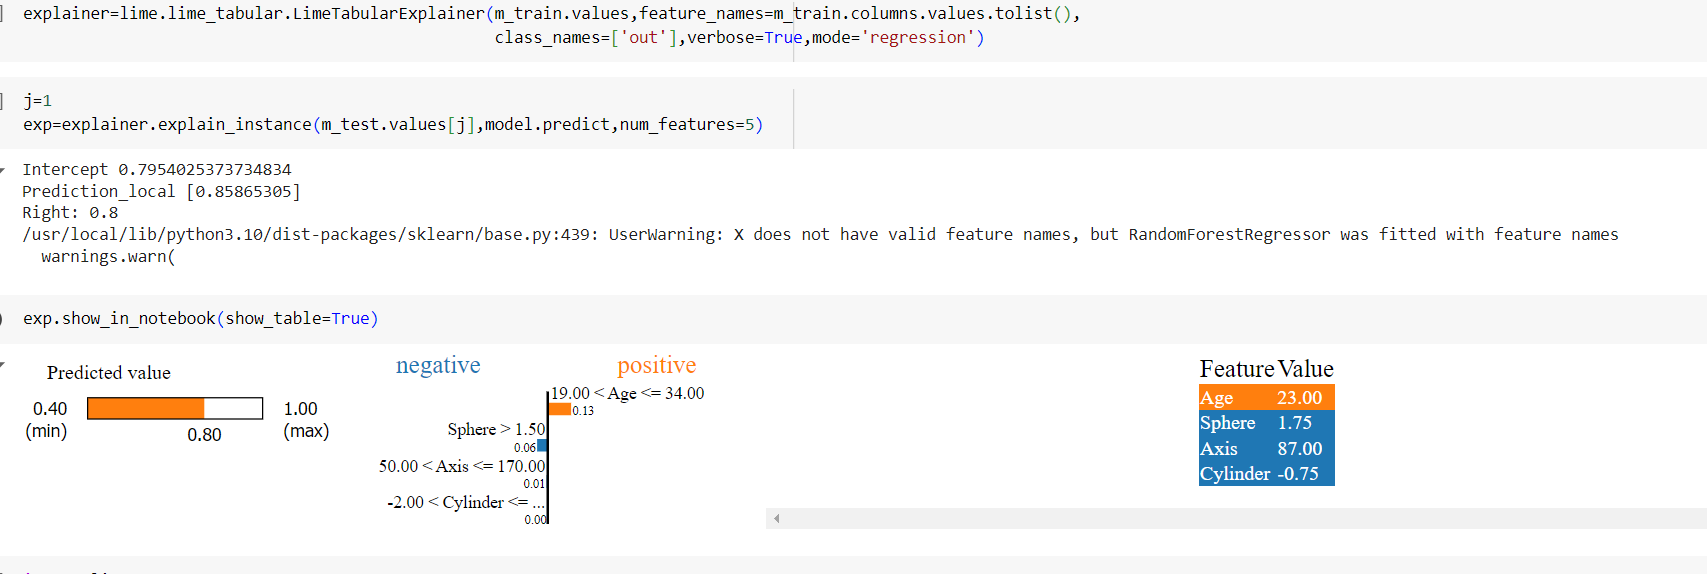 explainer=lime.lime_tabular.LimeTabularExplainer(m_train.values,feature_names=m_train.columns.values.tolist(),
class_names=['out'],verbose=True,mode='regression')
j=1
exp=explainer.explain_instance(m_test.values[j],model.predict,num_features=5)
Intercept 0.7954025373734834
Prediction_local [0.85865305]
Right: 0.8
/usr/local/lib/python3.10/dist-packages/sklearn/base.py:439: UserWarning: X does not have valid feature names, but RandomForestRegressor was fitted with feature names
warnings.warn(
exp.show_in_notebook(show_table=True)
Predicted value
0.40
(min)
0.80
1.00
(max)
negative
positive
19.00 < Age <= 34.00
0.13
Sphere > 1.50
0.06
50.00 < Axis <= 170.00
0.01
-2.00 < Cylinder <= ...
0.00
Feature Value
Age 23.00
Sphere 1.75
Axis 87.00
Cylinder -0.75